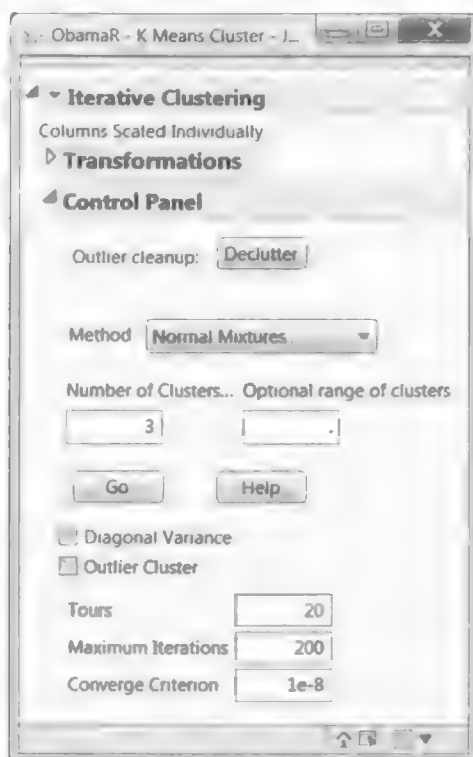 ObamaR - K Means Cluster - J...
Iterative Clustering
Columns Scaled Individually
Transformations
Control Panel
Outlier cleanup: Declutter
Method Normal Mixtures
Number of Clusters... Optional range of clusters
3 .
Go Help
Diagonal Variance
Outlier Cluster
Tours 20
Maximum Iterations 200
Converge Criterion 1e-8